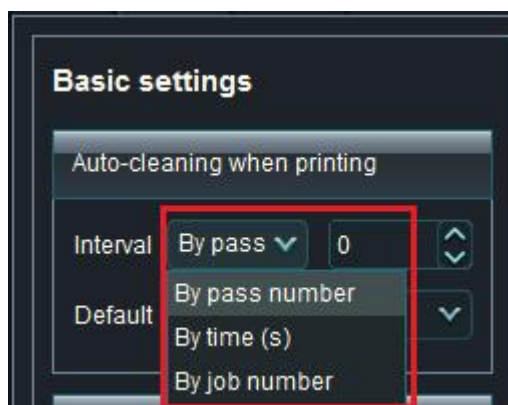 Basic settings
Auto-cleaning when printing
Interval By pass 0
By pass number
Default
By time (s)
By job number